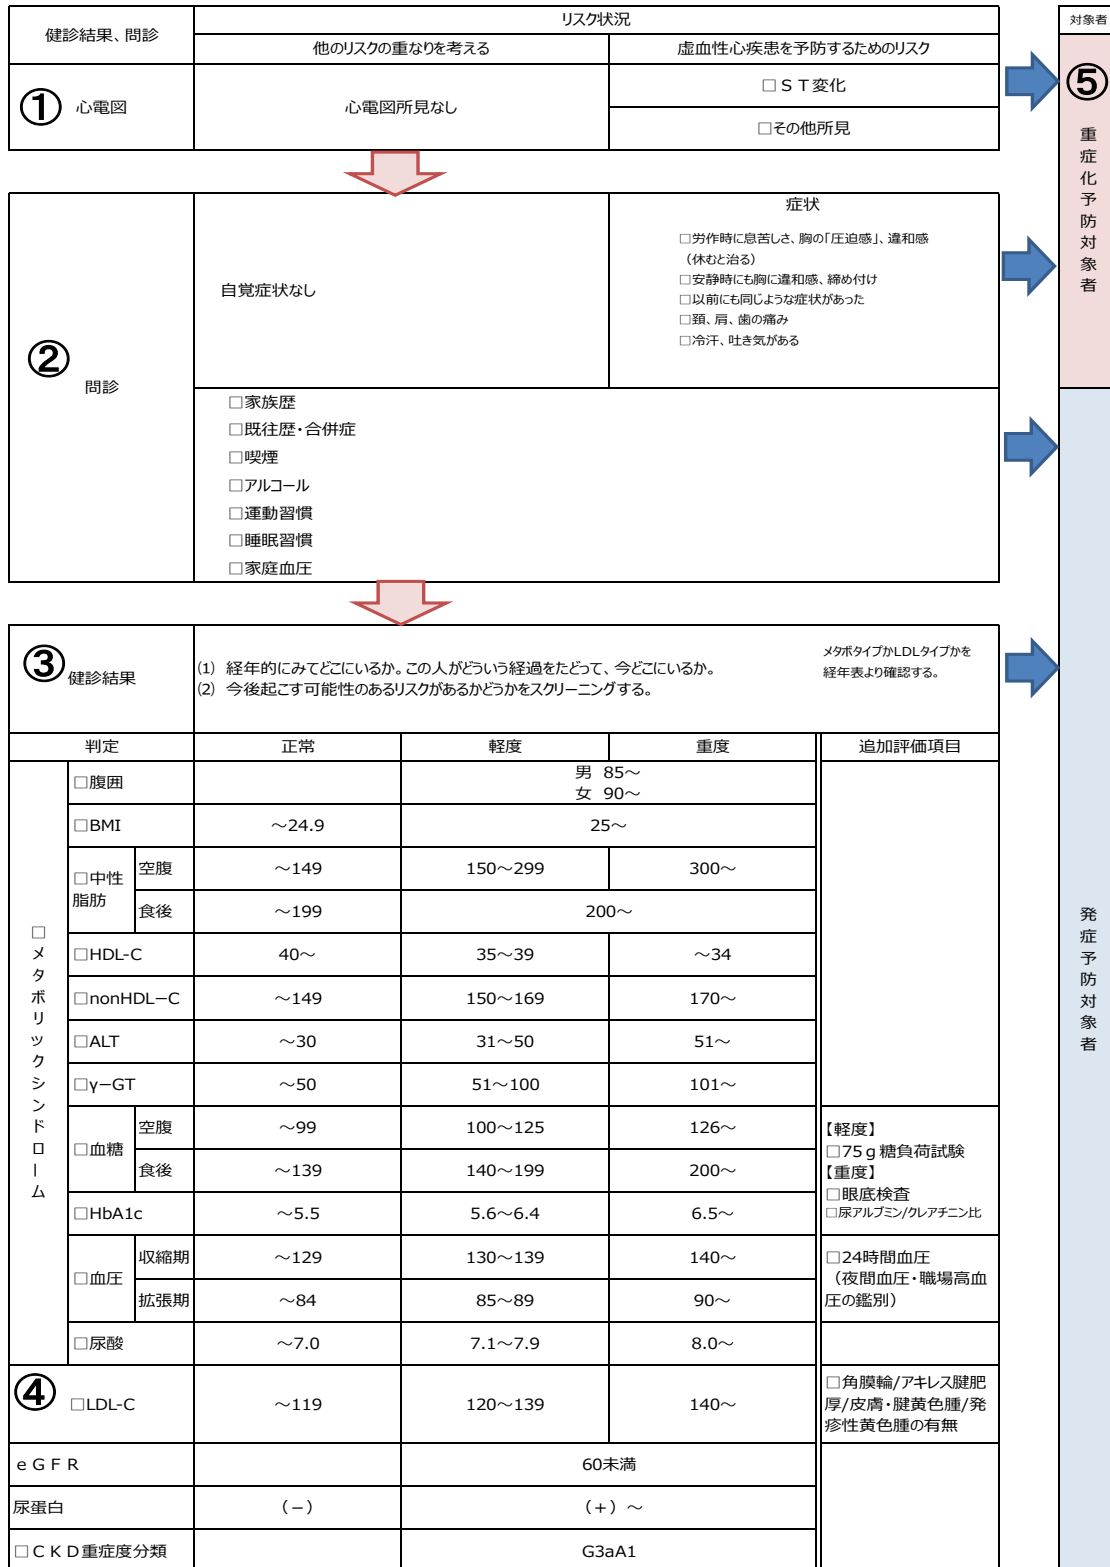 健診結果、問診
リスク状況
対象者
他のリスクの重なりを考える
虚血性心疾患を予防するためのリスク
① 心電図
心電図所見なし
□ＳＴ変化
□その他所見
⑤
重症化予防対象者
② 問診
自覚症状なし
症状
□労作時に息苦しさ、胸の「圧迫感」、違和感
（休むと治る）
□安静時にも胸に違和感、締め付け
□以前にも同じような症状があった
□頚、肩、歯の痛み
□冷汗、吐き気がある
□家族歴
□既往歴・合併症
□喫煙
□アルコール
□運動習慣
□睡眠習慣
□家庭血圧
発症予防対象者
③ 健診結果
⑴ 経年的にみてどこにいるか。この人がどういう経過をたどって、今どこにいるか。
⑵ 今後起こす可能性のあるリスクがあるかどうかをスクリーニングする。
メタボタイプかLDLタイプかを
経年表より確認する。
判定 正常 軽度 重度 追加評価項目
□メタボリックシンドローム
□腹囲 男 85～
女 90～
□BMI ～24.9 25～
□中性脂肪
空腹 ～149 150～299 300～
食後 ～199 200～
□HDL-C 40～ 35～39 ～34
□nonHDL－C ～149 150～169 170～
□ALT ～30 31～50 51～
□γ－GT ～50 51～100 101～
□血糖
空腹 ～99 100～125 126～
食後 ～139 140～199 200～
□HbA1c ～5.5 5.6～6.4 6.5～
【軽度】
□75ｇ糖負荷試験
【重度】
□眼底検査
□尿アルブミン/クレアチニン比
□血圧
収縮期 ～129 130～139 140～
拡張期 ～84 85～89 90～
□24時間血圧
（夜間血圧・職場高血
圧の鑑別）
□尿酸 ～7.0 7.1～7.9 8.0～
④ □LDL-C ～119 120～139 140～
□角膜輪/アキレス腱肥
厚/皮膚・腱黄色腫/発
疹性黄色腫の有無
ｅＧＦＲ 60未満
尿蛋白 （－） （+）～
□ＣＫＤ重症度分類 G3aA1